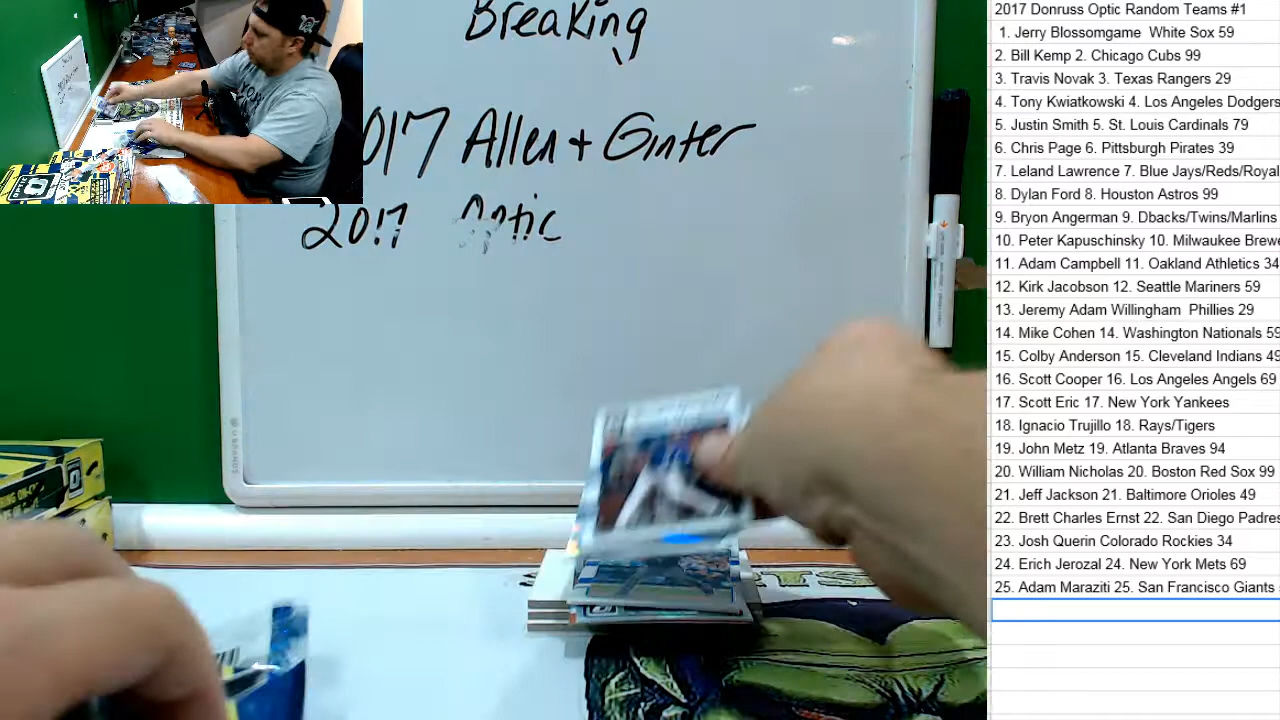 Breaking
017 Allen + Ginter
2017 Optic
2017 Donruss Optic Random Teams #1
1. Jerry Blossomgame White Sox 59
2. Bill Kemp 2. Chicago Cubs 99
3. Travis Novak 3. Texas Rangers 29
4. Tony Kwiatkowski 4. Los Angeles Dodgers
5. Justin Smith 5. St. Louis Cardinals 79
6. Chris Page 6. Pittsburgh Pirates 39
7. Leland Lawrence 7. Blue Jays/Reds/Royal
8. Dylan Ford 8. Houston Astros 99
9. Bryon Angerman 9. Dbacks/Twins/Marlins
10. Peter Kapuschinsky 10. Milwaukee Brewe
11. Adam Campbell 11. Oakland Athletics 34
12. Kirk Jacobson 12. Seattle Mariners 59
13. Jeremy Adam Willingham Phillies 29
14. Mike Cohen 14. Washington Nationals 59
15. Colby Anderson 15. Cleveland Indians 49
16. Scott Cooper 16. Los Angeles Angels 69
17. Scott Eric 17. New York Yankees
18. Ignacio Trujillo 18. Rays/Tigers
19. John Metz 19. Atlanta Braves 94
20. William Nicholas 20. Boston Red Sox 99
21. Jeff Jackson 21. Baltimore Orioles 49
22. Brett Charles Ernst 22. San Diego Padres
23. Josh Querin Colorado Rockies 34
24. Erich Jerozal 24. New York Mets 69
25. Adam Maraziti 25. San Francisco Giants